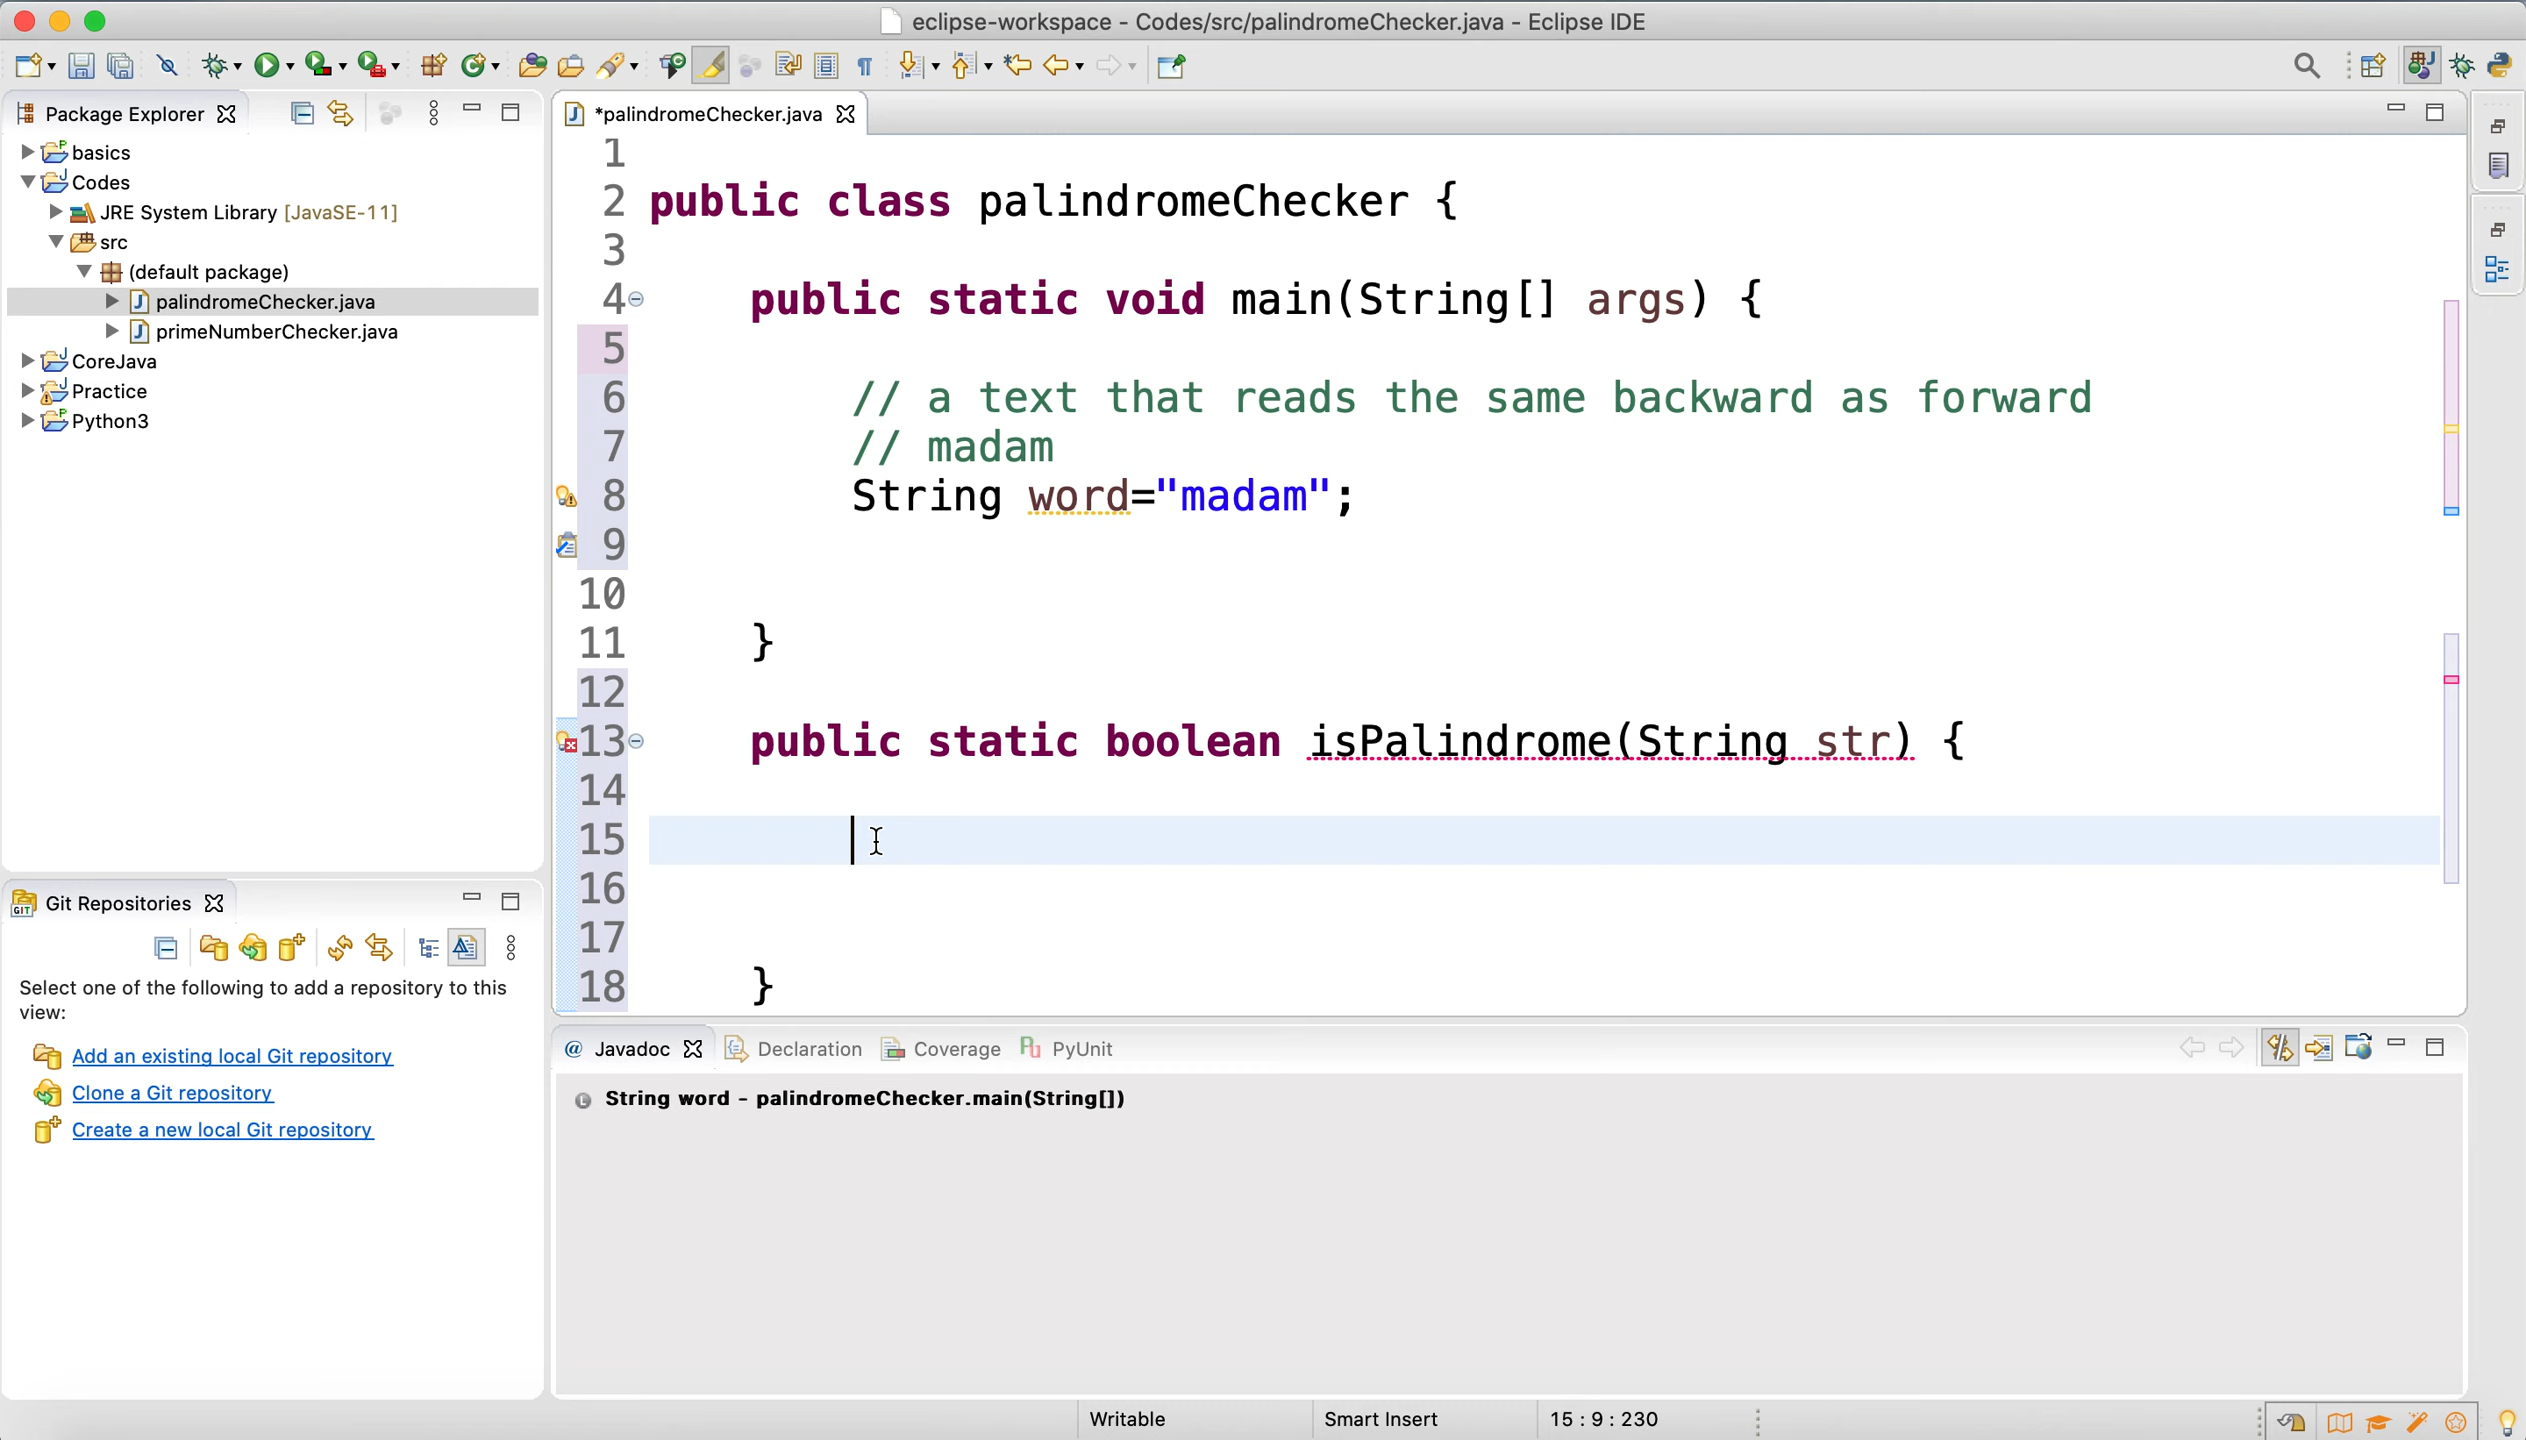 eclipse-workspace - Codes/src/palindromeChecker.java - Eclipse IDE
Package Explorer
basics
Codes
JRE System Library [JavaSE-11]
src
(default package)
palindromeChecker.java
primeNumberChecker.java
CoreJava
Practice
Python3
*palindromeChecker.java
1
2 public class palindromeChecker {
3
4 public static void main(String[] args) {
5
6 // a text that reads the same backward as forward
7 // madam
8 String word="madam";
9
10
11 }
12
13 public static boolean isPalindrome(String str) {
14
15
16
17
18 }
Git Repositories
GIT
Select one of the following to add a repository to this
view:
Add an existing local Git repository
Clone a Git repository
Create a new local Git repository
@ Javadoc
Declaration
Coverage
PU PyUnit
String word - palindromeChecker.main(String[])
Writable
Smart Insert
15 : 9 : 230